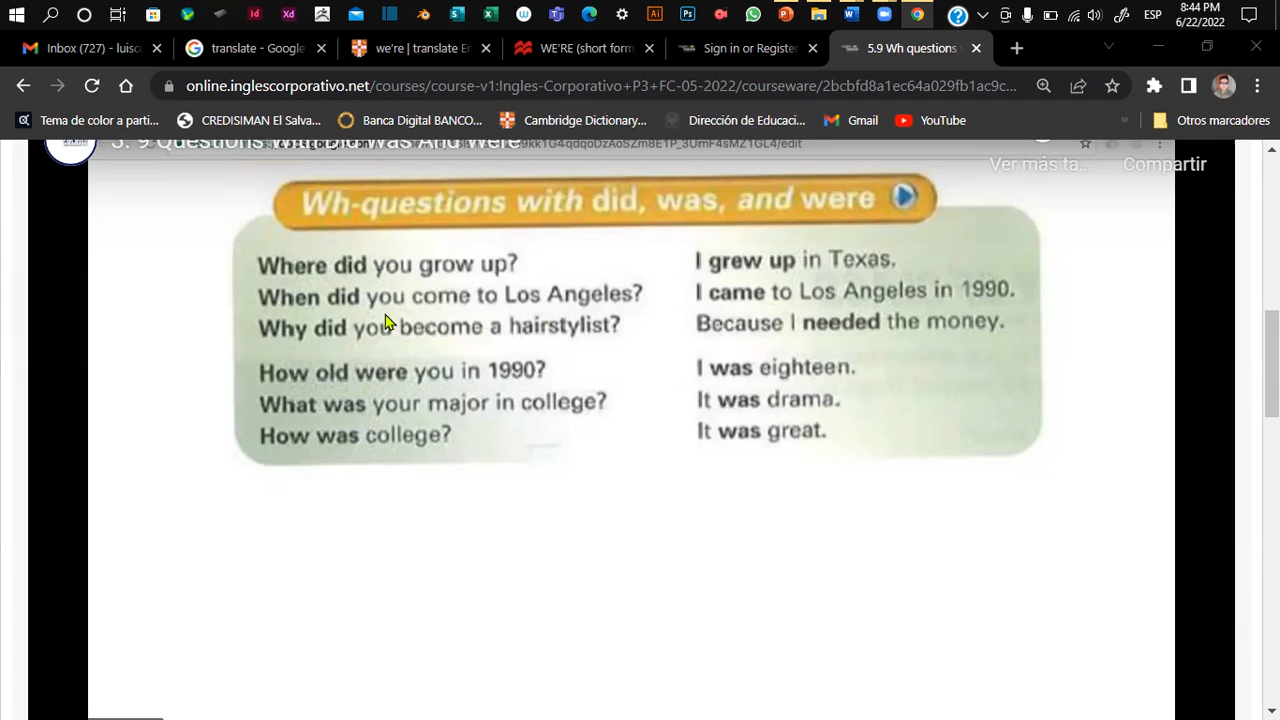 8:44 PM
ESP
6/22/2022
Inbox (727) - luisc
translate - Google
we're | translate E
WE'RE (short form
Sign in or Register
5.9 Wh questions
online.inglescorporativo.net/courses/course-v1:Ingles-Corporativo+P3+FC-05-2022/courseware/2bcbfd8a1ec64a029fb1ac9c...
Tema de color a parti...
CREDISIMAN El Salva...
Banca Digital BANCO...
Cambridge Dictionary...
Dirección de Educaci...
Gmail
YouTube
Otros marcadores
Ver más ta...
Compartir
Wh-questions with did, was, and were
Where did you grow up?
I grew up in Texas.
When did you come to Los Angeles?
I came to Los Angeles in 1990.
Why did you become a hairstylist?
Because I needed the money.
How old were you in 1990?
I was eighteen.
What was your major in college?
It was drama.
How was college?
It was great.